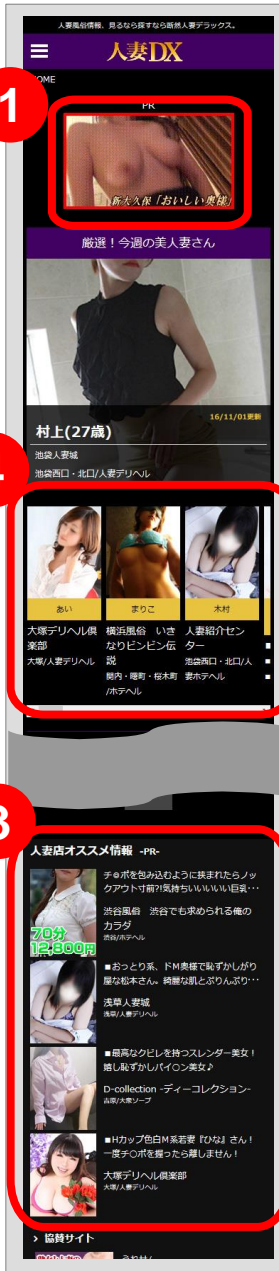 人妻風俗情報、見るなら探すなら断然人妻デラックス。
人妻DX
HOME
1
PR
新大久保「おいしい奥様」
厳選！今週の美人妻さん
16/11/01更新
村上(27歳)
池袋人妻城
池袋西口・北口/人妻デリヘル
あい
まりこ
木村
大塚デリヘル倶
楽部
大塚/人妻デリヘル
横浜風俗　いき
なりビンビン伝
説
関内・曙町・桜木町
/ホテヘル
人妻紹介セン
ター
池袋西口・北口/人
妻ホテヘル
3
人妻店オススメ情報 -PR-
70分
12,800円
チ◎ポを包み込むように挟まれたらノッ
クアウト寸前?!気持ちいいいいい巨乳･･･
渋谷風俗　渋谷でも求められる俺の
カラダ
渋谷/ホテヘル
■おっとり系、ドM奥様で恥ずかしがり
屋な松本さん。綺麗な肌とぷりんぷり･･･
浅草人妻城
浅草/人妻デリヘル
■最高なクビレを持つスレンダー美女！
嬉し恥ずかしパイ○ン美女♪
D-collection -ディーコレクション-
吉原/大衆ソープ
■Hカップ色白M系若妻『ひな』さん！
一度チ○ポを握ったら離しません！
大塚デリヘル倶楽部
大塚/人妻デリヘル
› 協賛サイト